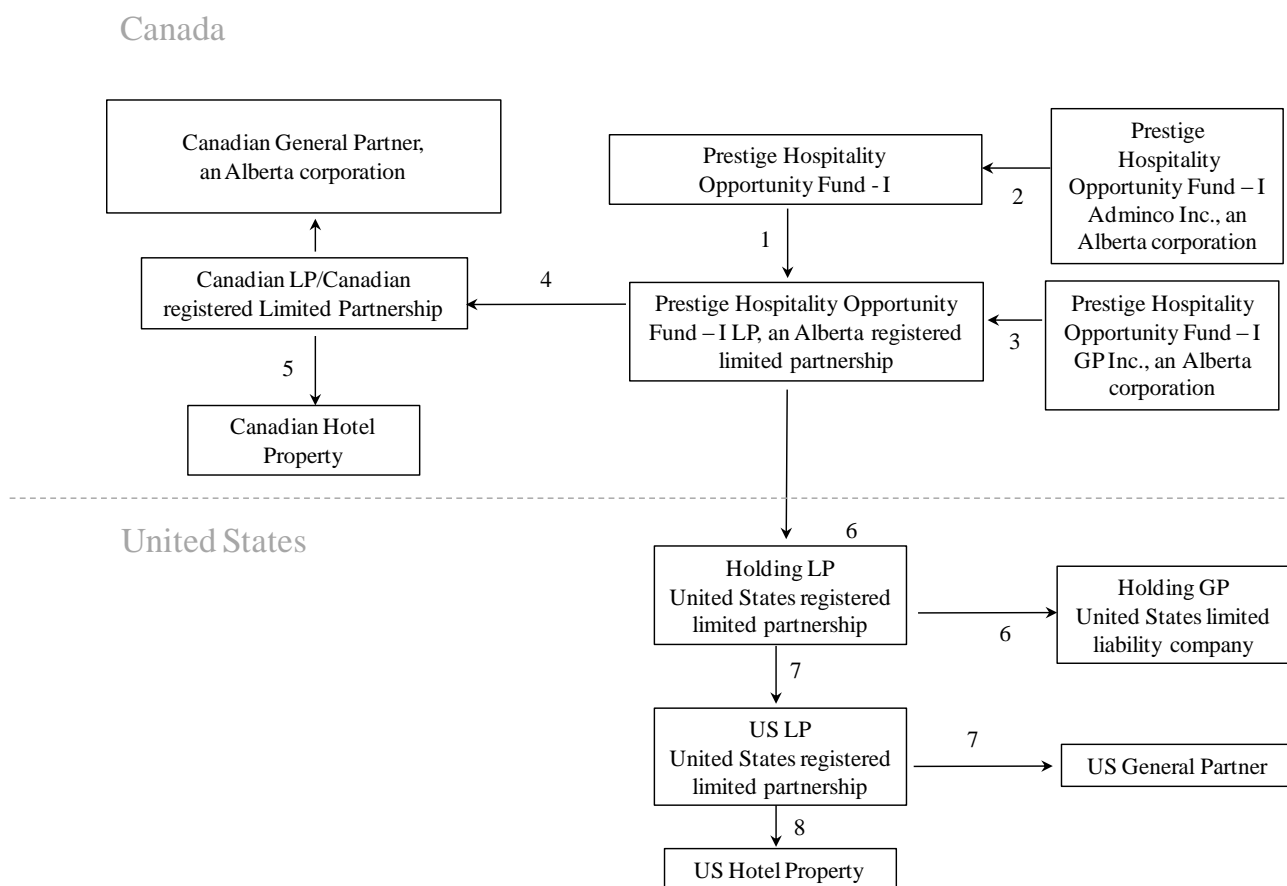 Canada
Canadian General Partner,
an Alberta corporation
Prestige Hospitality
Opportunity Fund - I
Prestige
Hospitality
Opportunity Fund – I
Adminco Inc., an
Alberta corporation
2
1
Canadian LP/Canadian
registered Limited Partnership
4
Prestige Hospitality Opportunity
Fund – I LP, an Alberta registered
limited partnership
3
Prestige Hospitality
Opportunity Fund – I
GP Inc., an Alberta
corporation
5
Canadian Hotel
Property
United States
6
Holding LP
United States registered
limited partnership
6
Holding GP
United States limited
liability company
7
US LP
United States registered
limited partnership
7
US General Partner
8
US Hotel Property